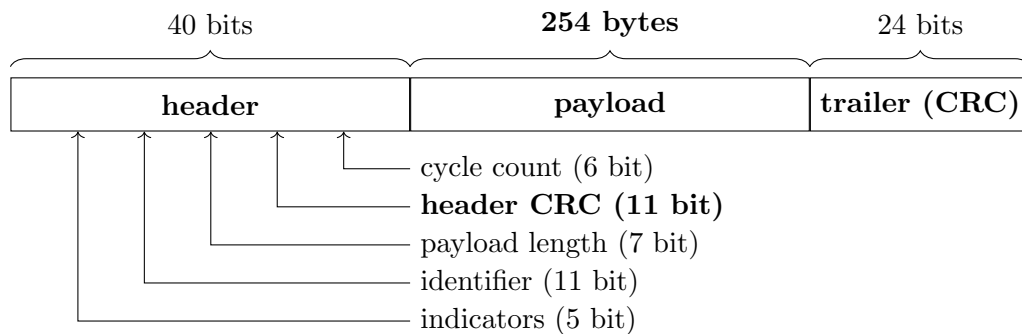 40 bits 254 bytes 24 bits
header payload trailer (CRC)
cycle count (6 bit)
header CRC (11 bit)
payload length (7 bit)
identifier (11 bit)
indicators (5 bit)